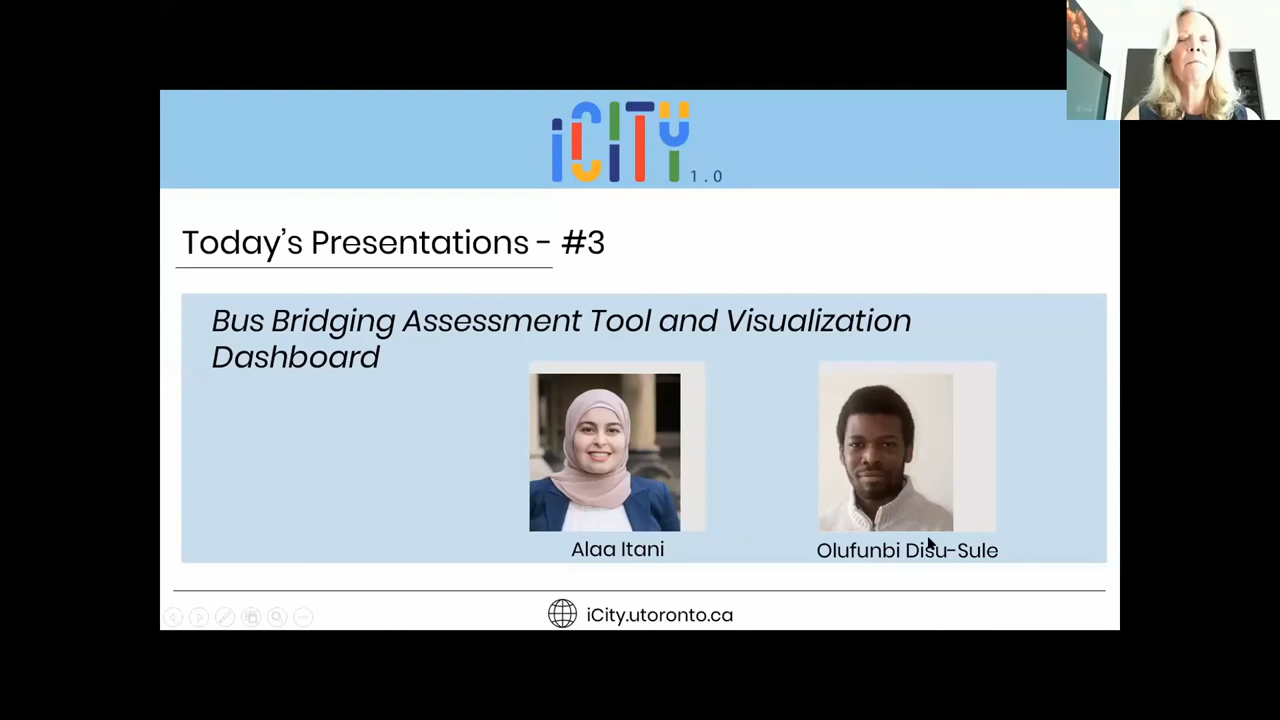 iCITY 1.0
Today's Presentations - #3
Bus Bridging Assessment Tool and Visualization
Dashboard
Alaa Itani
Olufunbi Disu-Sule
iCity.utoronto.ca